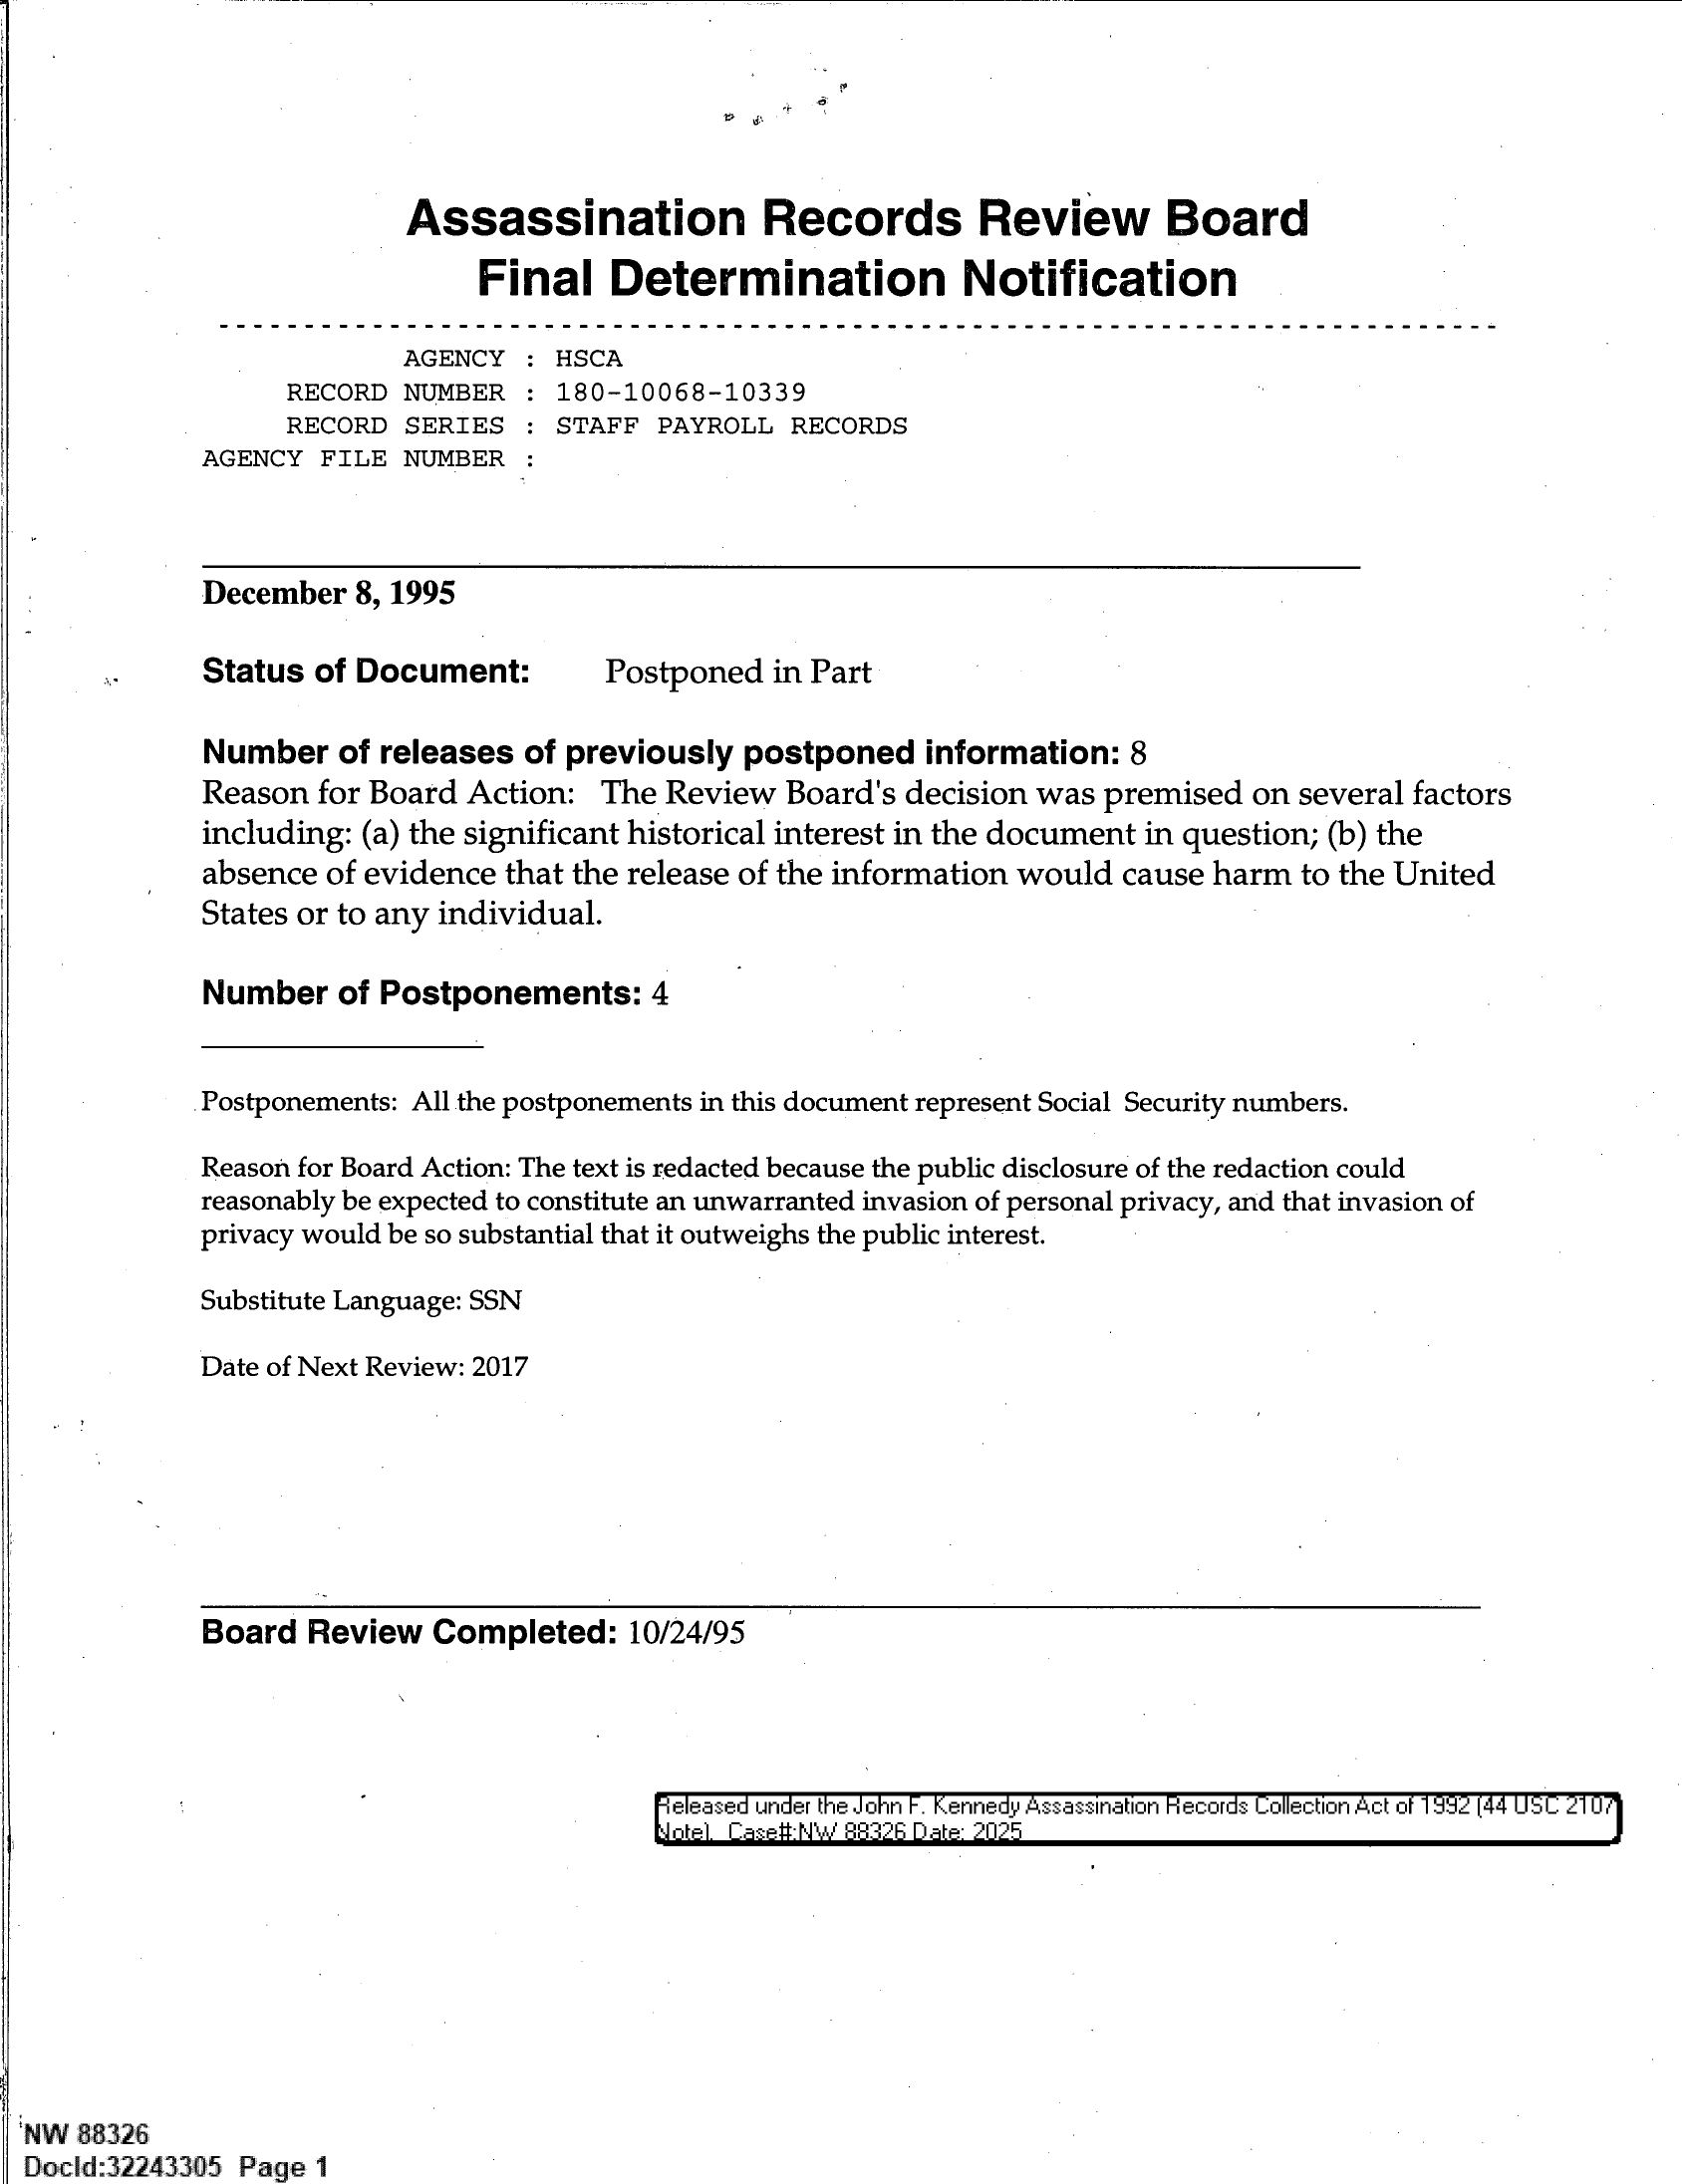 Assassination Records Review Board
Final Determination Notification
AGENCY : HSCA
RECORD NUMBER : 180-10068-10339
RECORD SERIES : STAFF PAYROLL RECORDS
AGENCY FILE NUMBER :
December 8, 1995
Status of Document: Postponed in Part
Number of releases of previously postponed information: 8
Reason for Board Action: The Review Board's decision was premised on several factors
including: (a) the significant historical interest in the document in question; (b) the
absence of evidence that the release of the information would cause harm to the United
States or to any individual.
Number of Postponements: 4
Postponements: All the postponements in this document represent Social Security numbers.
Reason for Board Action: The text is redacted because the public disclosure of the redaction could
reasonably be expected to constitute an unwarranted invasion of personal privacy, and that invasion of
privacy would be so substantial that it outweighs the public interest.
Substitute Language: SSN
Date of Next Review: 2017
Board Review Completed: 10/24/95
Released under the John F. Kennedy Assassination Records Collection Act of 1992 (44 USC 2107
Note). Case#:NW 88326 Date: 2025
NW 88326
DocId:32243305 Page 1